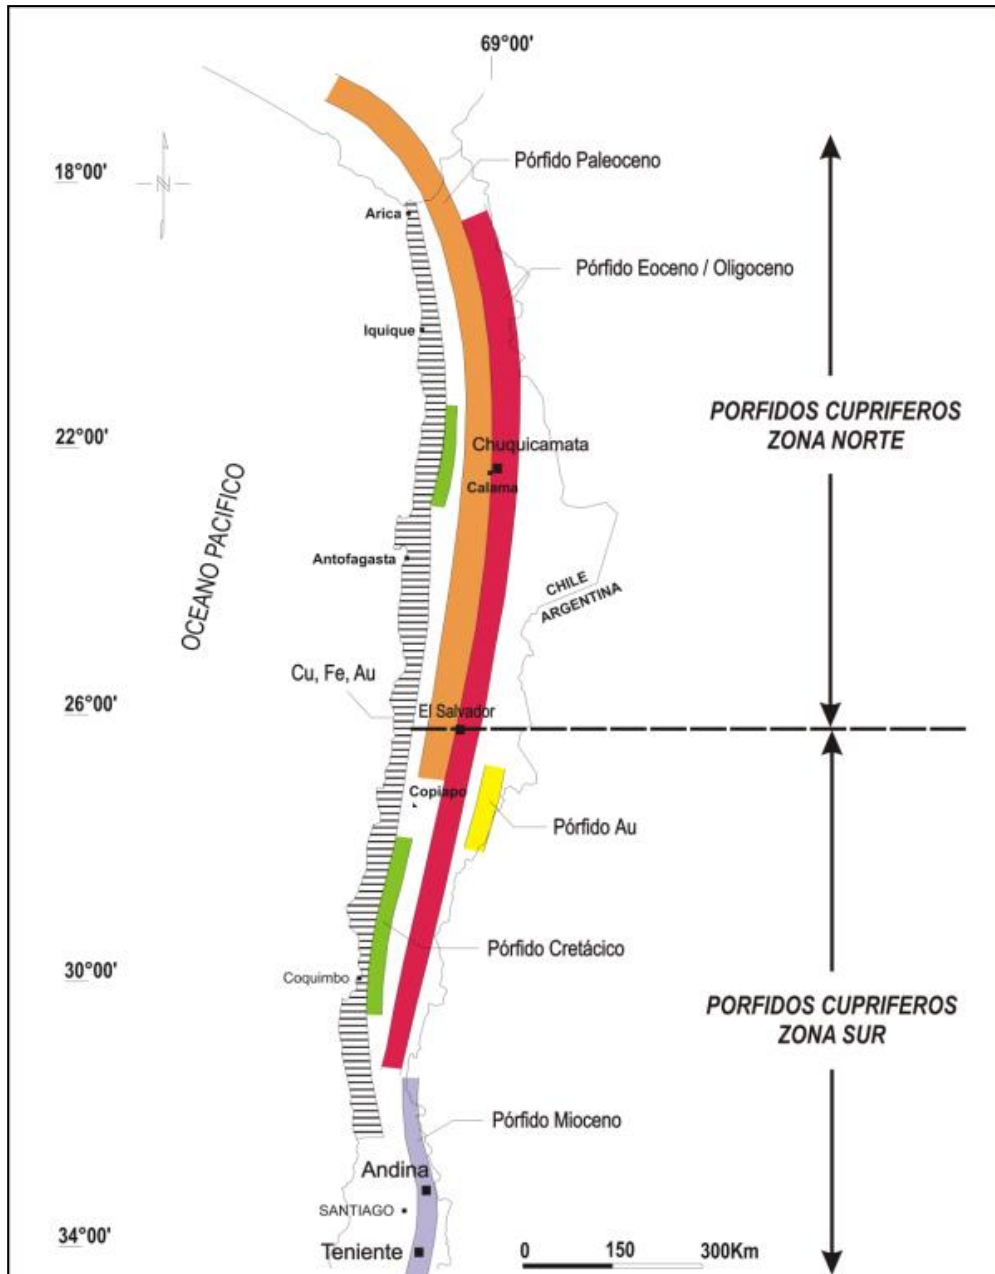 69°00'
18°00'
N
Pórfido Paleoceno
Arica
Pórfido Eoceno / Oligoceno
Iquique
PORFIDOS CUPRIFEROS
ZONA NORTE
22°00'
Chuquicamata
Calama
OCEANO PACIFICO
Antofagasta
CHILE
ARGENTINA
Cu, Fe, Au
26°00'
El Salvador
Copiapo
Pórfido Au
Pórfido Cretácico
30°00'
Coquimbo
PORFIDOS CUPRIFEROS
ZONA SUR
Pórfido Mioceno
Andina
SANTIAGO
34°00'
Teniente
0 150 300Km